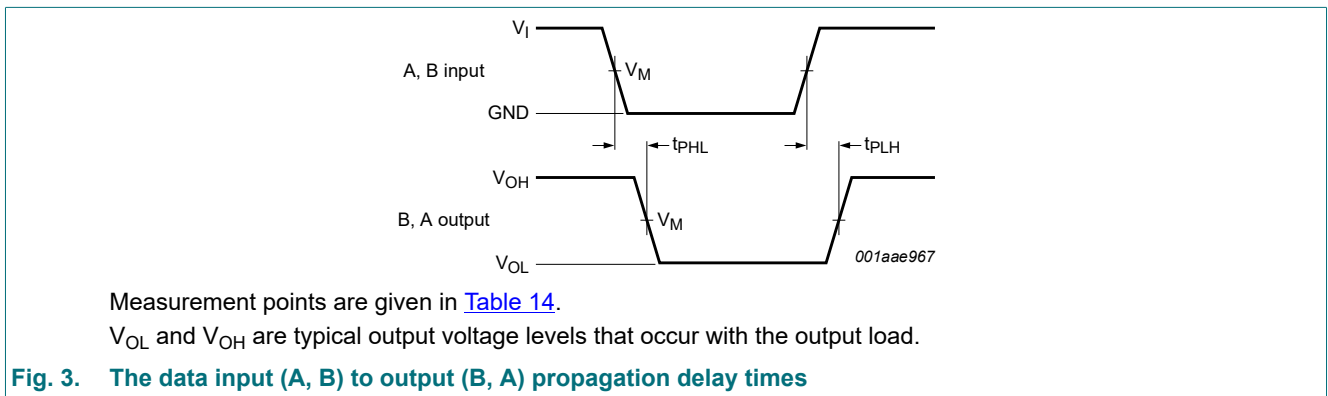 VI
A, B input
VM
GND
tPHL
tPLH
VOH
B, A output
VM
VOL
001aae967
Measurement points are given in Table 14.
VOL and VOH are typical output voltage levels that occur with the output load.
Fig. 3. The data input (A, B) to output (B, A) propagation delay times